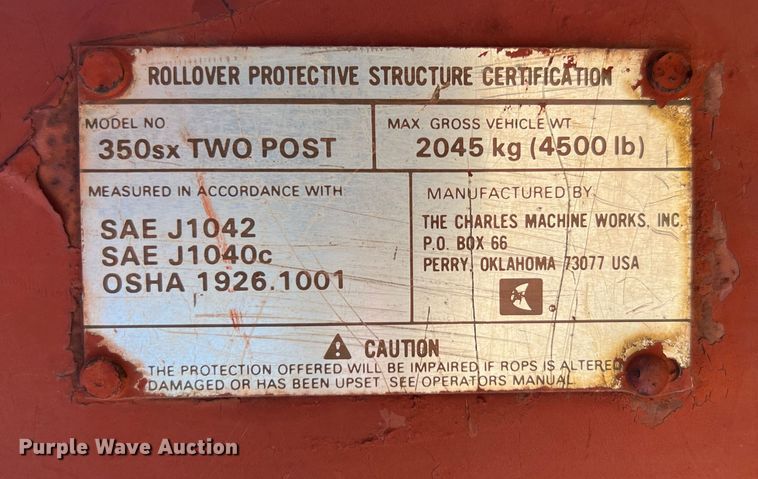 ROLLOVER PROTECTIVE STRUCTURE CERTIFICATION
MODEL NO
350sx TWO POST
MAX GROSS VEHICLE WT
2045 kg (4500 lb)
MEASURED IN ACCORDANCE WITH
SAE J1042
SAE J1040c
OSHA 1926.1001
MANUFACTURED BY
THE CHARLES MACHINE WORKS, INC.
P.O. BOX 66
PERRY, OKLAHOMA 73077 USA
CAUTION
THE PROTECTION OFFERED WILL BE IMPAIRED IF ROPS IS ALTERED
DAMAGED OR HAS BEEN UPSET SEE OPERATORS MANUAL
Purple Wave Auction